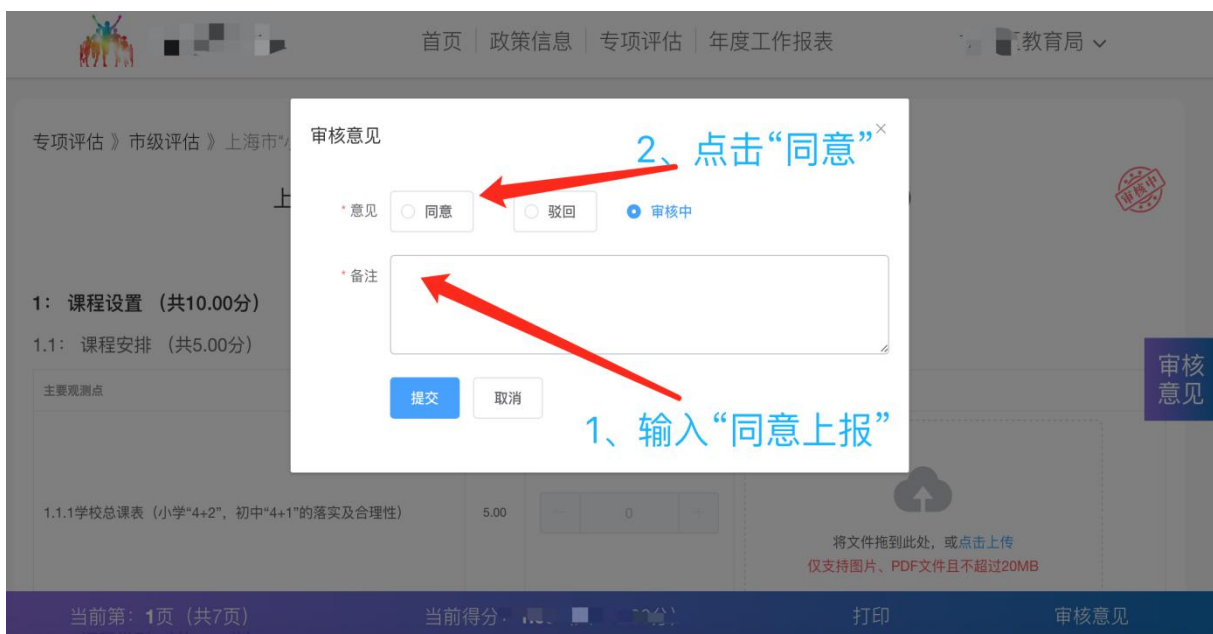 首页 政策信息 专项评估 年度工作报表 教育局
专项评估 》市级评估 》上海市“
审核意见
×
2、点击“同意”
上
审核中
* 意见 同意 驳回 审核中
* 备注
1： 课程设置 （共10.00分）
1.1： 课程安排 （共5.00分）
审核
意见
主要观测点
提交 取消
1、输入“同意上报”
1.1.1学校总课表（小学“4+2”，初中“4+1”的落实及合理性） 5.00 － 0 +
将文件拖到此处，或点击上传
仅支持图片、PDF文件且不超过20MB
当前第：1页（共7页） 当前得分： 打印 审核意见